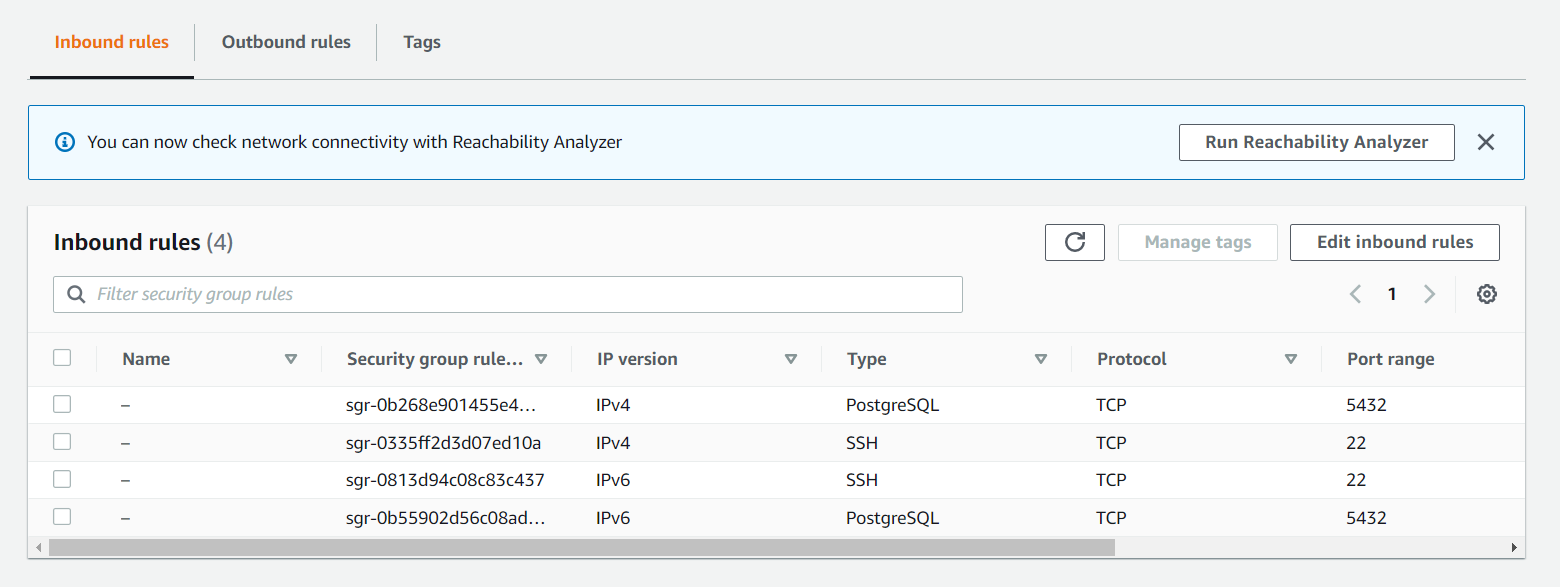 Inbound rules Outbound rules Tags
You can now check network connectivity with Reachability Analyzer Run Reachability Analyzer
Inbound rules (4) Manage tags Edit inbound rules
Filter security group rules 1
Name Security group rule... IP version Type Protocol Port range
– sgr-0b268e901455e4... IPv4 PostgreSQL TCP 5432
– sgr-0335ff2d3d07ed10a IPv4 SSH TCP 22
– sgr-0813d94c08c83c437 IPv6 SSH TCP 22
– sgr-0b55902d56c08ad... IPv6 PostgreSQL TCP 5432